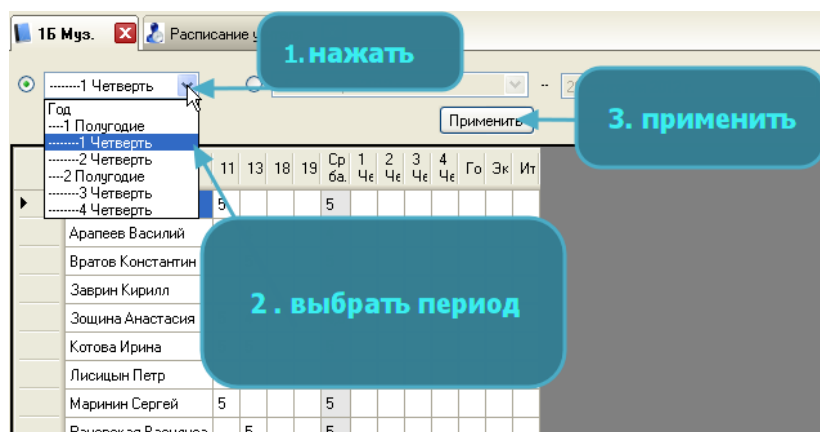 1Б Муз.
Расписание у
1. нажать
--------1 Четверть
--
Применить
3. применить
Год
----1 Полугодие
--------1 Четверть
--------2 Четверть
----2 Полугодие
--------3 Четверть
--------4 Четверть
11 13 18 19 Ср ба. 1 Че 2 Че 3 Че 4 Че Го Эк Ит
5 5
Арапеев Василий
Вратов Константин
Заврин Кирилл
Зощина Анастасия
Котова Ирина
Лисицын Петр
Маринин Сергей 5 5
5 5
2 . выбрать период